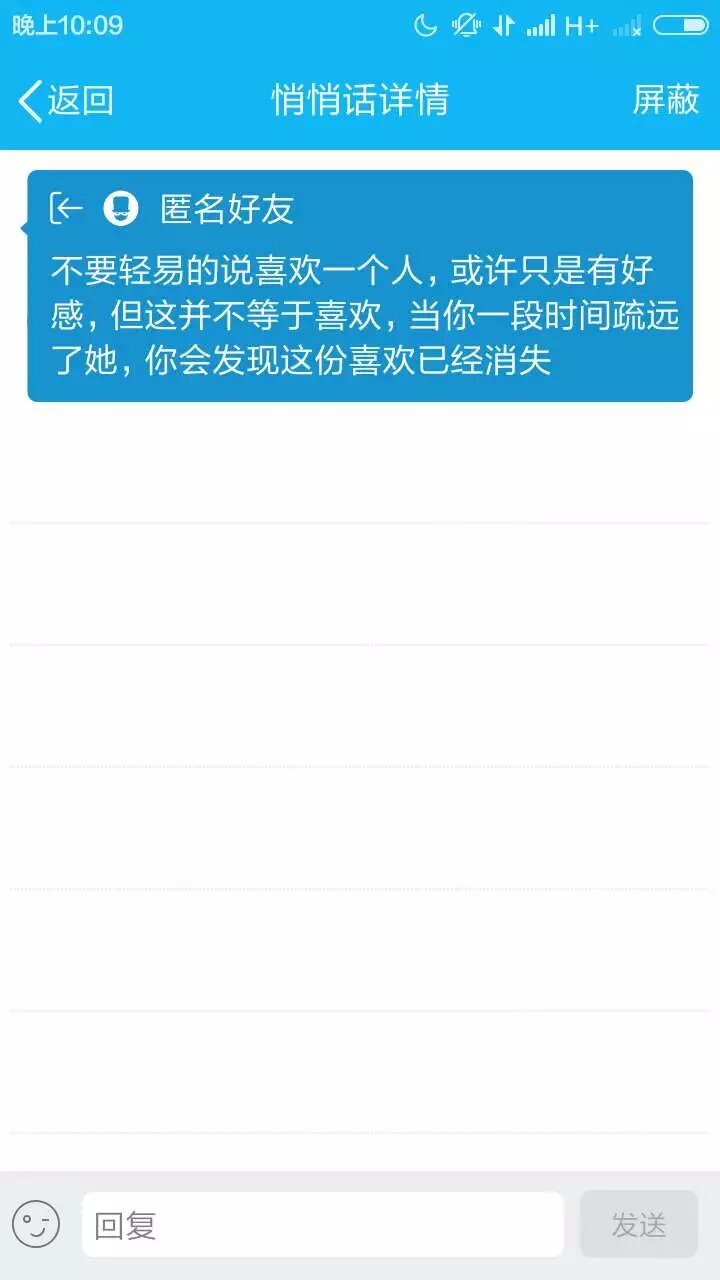 晚上10:09 H+
返回 悄悄话详情 屏蔽
匿名好友
不要轻易的说喜欢一个人，或许只是有好
感，但这并不等于喜欢，当你一段时间疏远
了她，你会发现这份喜欢已经消失
回复 发送